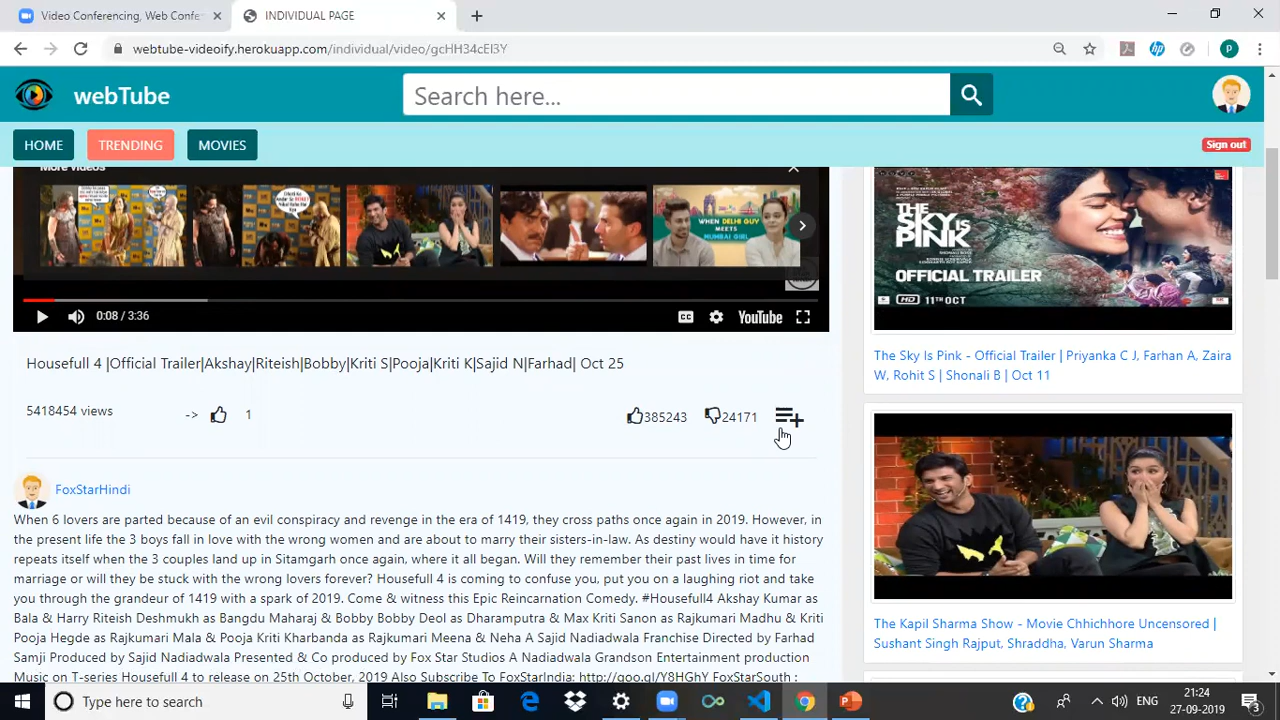 Video Conferencing, Web Confe
INDIVIDUAL PAGE
webtube-videoify.herokuapp.com/individual/video/gcHH34cEl3Y
P
webTube
Search here...
HOME
TRENDING
MOVIES
Sign out
More videos
WHEN DELHI GUY
MEETS
MUMBAI GIRL
THE
SKY IS
PINK
OFFICIAL TRAILER
HD 11TH OCT
0:08 / 3:36
CC
YouTube
The Sky Is Pink - Official Trailer | Priyanka C J, Farhan A, Zaira
W, Rohit S | Shonali B | Oct 11
Housefull 4 |Official Trailer|Akshay|Riteish|Bobby|Kriti S|Pooja|Kriti K|Sajid N|Farhad| Oct 25
5418454 views
->
1
385243
24171
FoxStarHindi
When 6 lovers are parted because of an evil conspiracy and revenge in the era of 1419, they cross paths once again in 2019. However, in
the present life the 3 boys fall in love with the wrong women and are about to marry their sisters-in-law. As destiny would have it history
repeats itself when the 3 couples land up in Sitamgarh once again, where it all began. Will they remember their past lives in time for
marriage or will they be stuck with the wrong lovers forever? Housefull 4 is coming to confuse you, put you on a laughing riot and take
you through the grandeur of 1419 with a spark of 2019. Come & witness this Epic Reincarnation Comedy. #Housefull4 Akshay Kumar as
Bala & Harry Riteish Deshmukh as Bangdu Maharaj & Bobby Bobby Deol as Dharamputra & Max Kriti Sanon as Rajkumari Madhu & Kriti
Pooja Hegde as Rajkumari Mala & Pooja Kriti Kharbanda as Rajkumari Meena & Neha A Sajid Nadiadwala Franchise Directed by Farhad
Samji Produced by Sajid Nadiadwala Presented & Co produced by Fox Star Studios A Nadiadwala Grandson Entertainment production
Music on T-series Housefull 4 to release on 25th October, 2019 Also Subscribe To FoxStarIndia: http://goo.gl/Y8HGhY FoxStarSouth :
The Kapil Sharma Show - Movie Chhichhore Uncensored |
Sushant Singh Rajput, Shraddha, Varun Sharma
Type here to search
ENG
21:24
27-09-2019
3